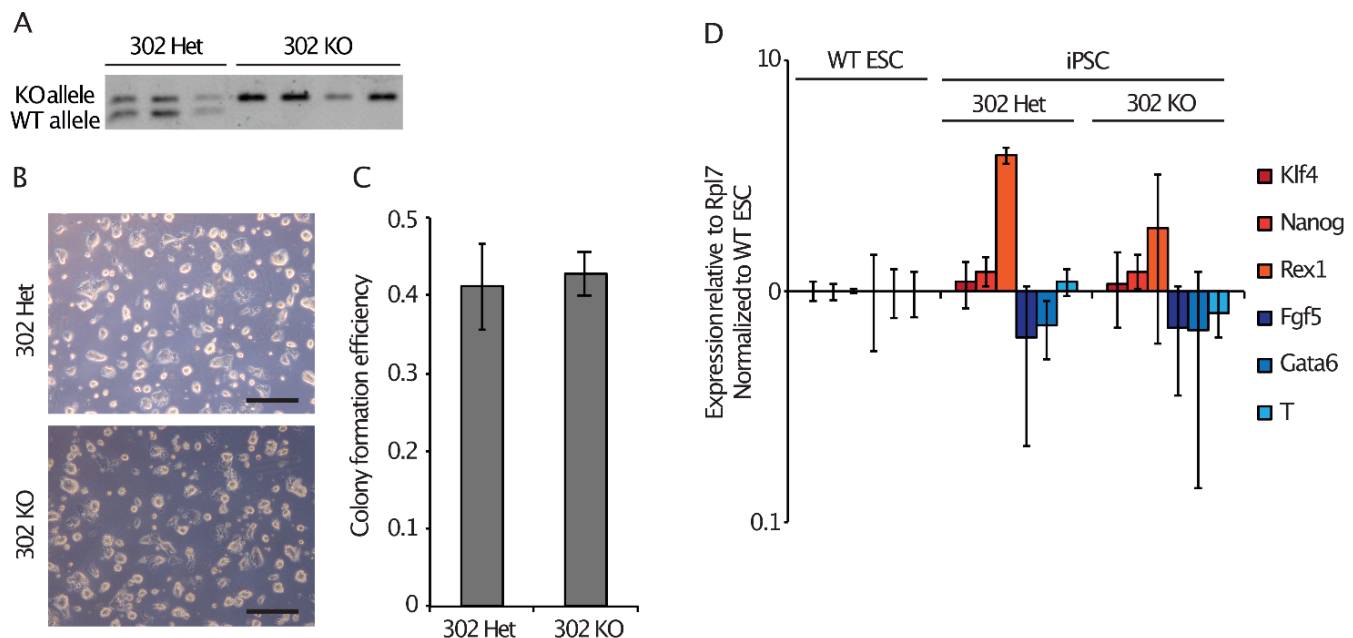 A
302 Het 302 KO
KO allele
WT allele
B
302 Het
302 KO
C
Colony formation efficiency
0.5
0.4
0.3
0.4
0.1
0
302 Het 302 KO
D
Expression relative to Rpl7
Normalized to WT ESC
10
0
0.1
WT ESC iPSC
302 Het 302 KO
Klf4
Nanog
Rex1
Fgf5
Gata6
T